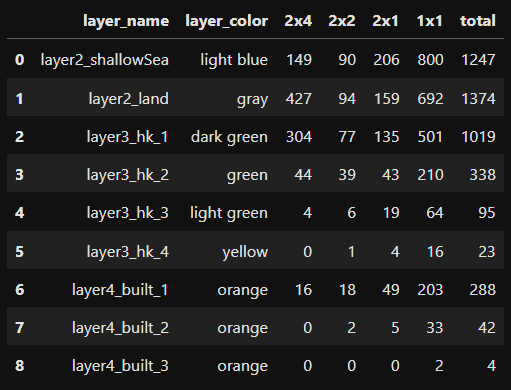 layer_name layer_color 2x4 2x2 2x1 1x1 total
0 layer2_shallowSea light blue 149 90 206 800 1247
1 layer2_land gray 427 94 159 692 1374
2 layer3_hk_1 dark green 304 77 135 501 1019
3 layer3_hk_2 green 44 39 43 210 338
4 layer3_hk_3 light green 4 6 19 64 95
5 layer3_hk_4 yellow 0 1 4 16 23
6 layer4_built_1 orange 16 18 49 203 288
7 layer4_built_2 orange 0 2 5 33 42
8 layer4_built_3 orange 0 0 0 2 4